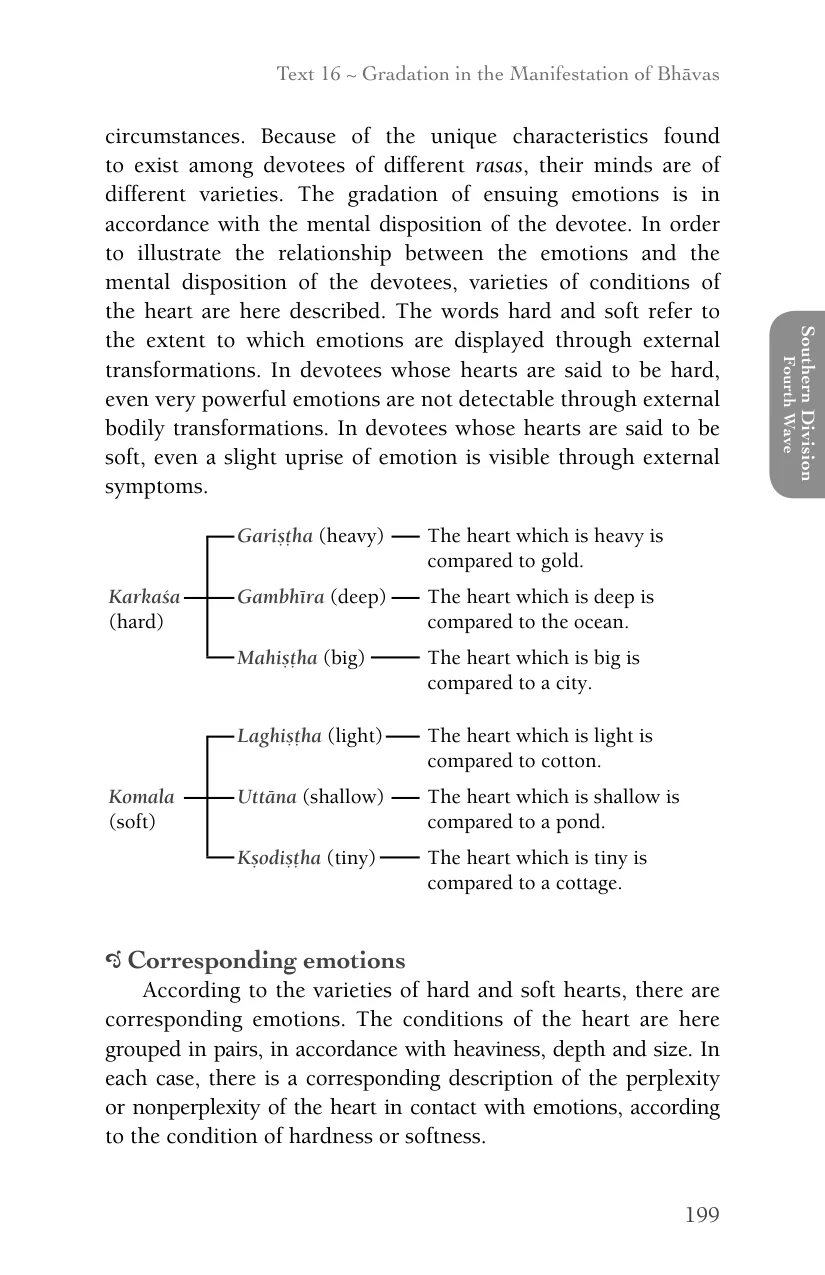 Text 16 ~ Gradation in the Manifestation of Bhāvas
circumstances. Because of the unique characteristics found
to exist among devotees of different rasas, their minds are of
different varieties. The gradation of ensuing emotions is in
accordance with the mental disposition of the devotee. In order
to illustrate the relationship between the emotions and the
mental disposition of the devotees, varieties of conditions of
the heart are here described. The words hard and soft refer to
the extent to which emotions are displayed through external
transformations. In devotees whose hearts are said to be hard,
even very powerful emotions are not detectable through external
bodily transformations. In devotees whose hearts are said to be
soft, even a slight uprise of emotion is visible through external
symptoms.
Southern Division
Fourth Wave
Gariṣṭha (heavy) The heart which is heavy is
compared to gold.
Karkaśa Gambhīra (deep) The heart which is deep is
(hard) compared to the ocean.
Mahiṣṭha (big) The heart which is big is
compared to a city.
Laghiṣṭha (light) The heart which is light is
compared to cotton.
Komala Uttāna (shallow) The heart which is shallow is
(soft) compared to a pond.
Kṣodiṣṭha (tiny) The heart which is tiny is
compared to a cottage.
Corresponding emotions
According to the varieties of hard and soft hearts, there are
corresponding emotions. The conditions of the heart are here
grouped in pairs, in accordance with heaviness, depth and size. In
each case, there is a corresponding description of the perplexity
or nonperplexity of the heart in contact with emotions, according
to the condition of hardness or softness.
199